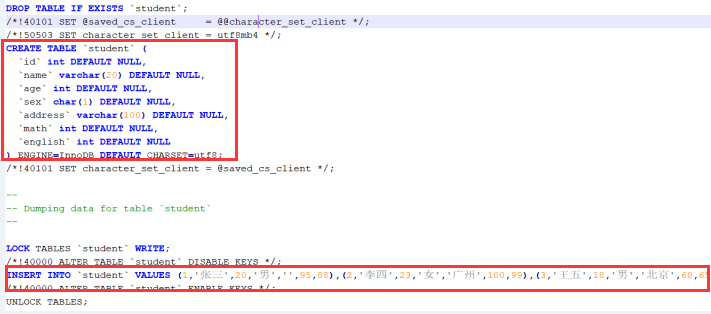 DROP TABLE IF EXISTS `student`;
/*!40101 SET @saved_cs_client     = @@character_set_client */;
/*!50503 SET character_set_client = utf8mb4 */;
CREATE TABLE `student` (
  `id` int DEFAULT NULL,
  `name` varchar(20) DEFAULT NULL,
  `age` int DEFAULT NULL,
  `sex` char(1) DEFAULT NULL,
  `address` varchar(100) DEFAULT NULL,
  `math` int DEFAULT NULL,
  `english` int DEFAULT NULL
) ENGINE=InnoDB DEFAULT CHARSET=utf8;
/*!40101 SET character_set_client = @saved_cs_client */;
--
-- Dumping data for table `student`
--
LOCK TABLES `student` WRITE;
/*!40000 ALTER TABLE `student` DISABLE KEYS */;
INSERT INTO `student` VALUES (1,'张三',20,'男','',95,88),(2,'李四',23,'女','广州',100,99),(3,'王五',18,'男','北京',60,
/*!40000 ALTER TABLE `student` ENABLE KEYS */;
UNLOCK TABLES;